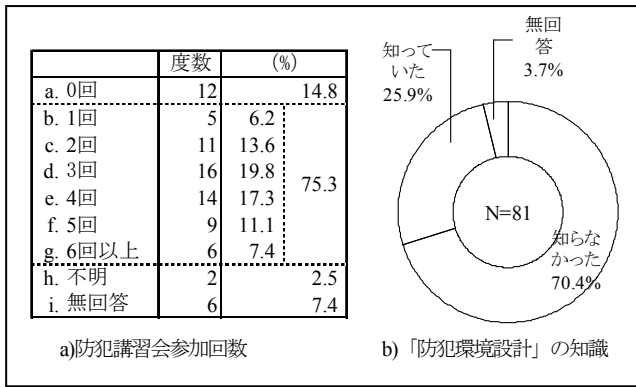 度数 (%)
a. 0回 12 14.8
b. 1回 5 6.2
c. 2回 11 13.6
d. 3回 16 19.8
75.3
e. 4回 14 17.3
f. 5回 9 11.1
g. 6回以上 6 7.4
h. 不明 2 2.5
i. 無回答 6 7.4
a)防犯講習会参加回数
無回
答
3.7%
知って
いた
25.9%
N=81
知らな
かった
70.4%
b) 「防犯環境設計」の知識